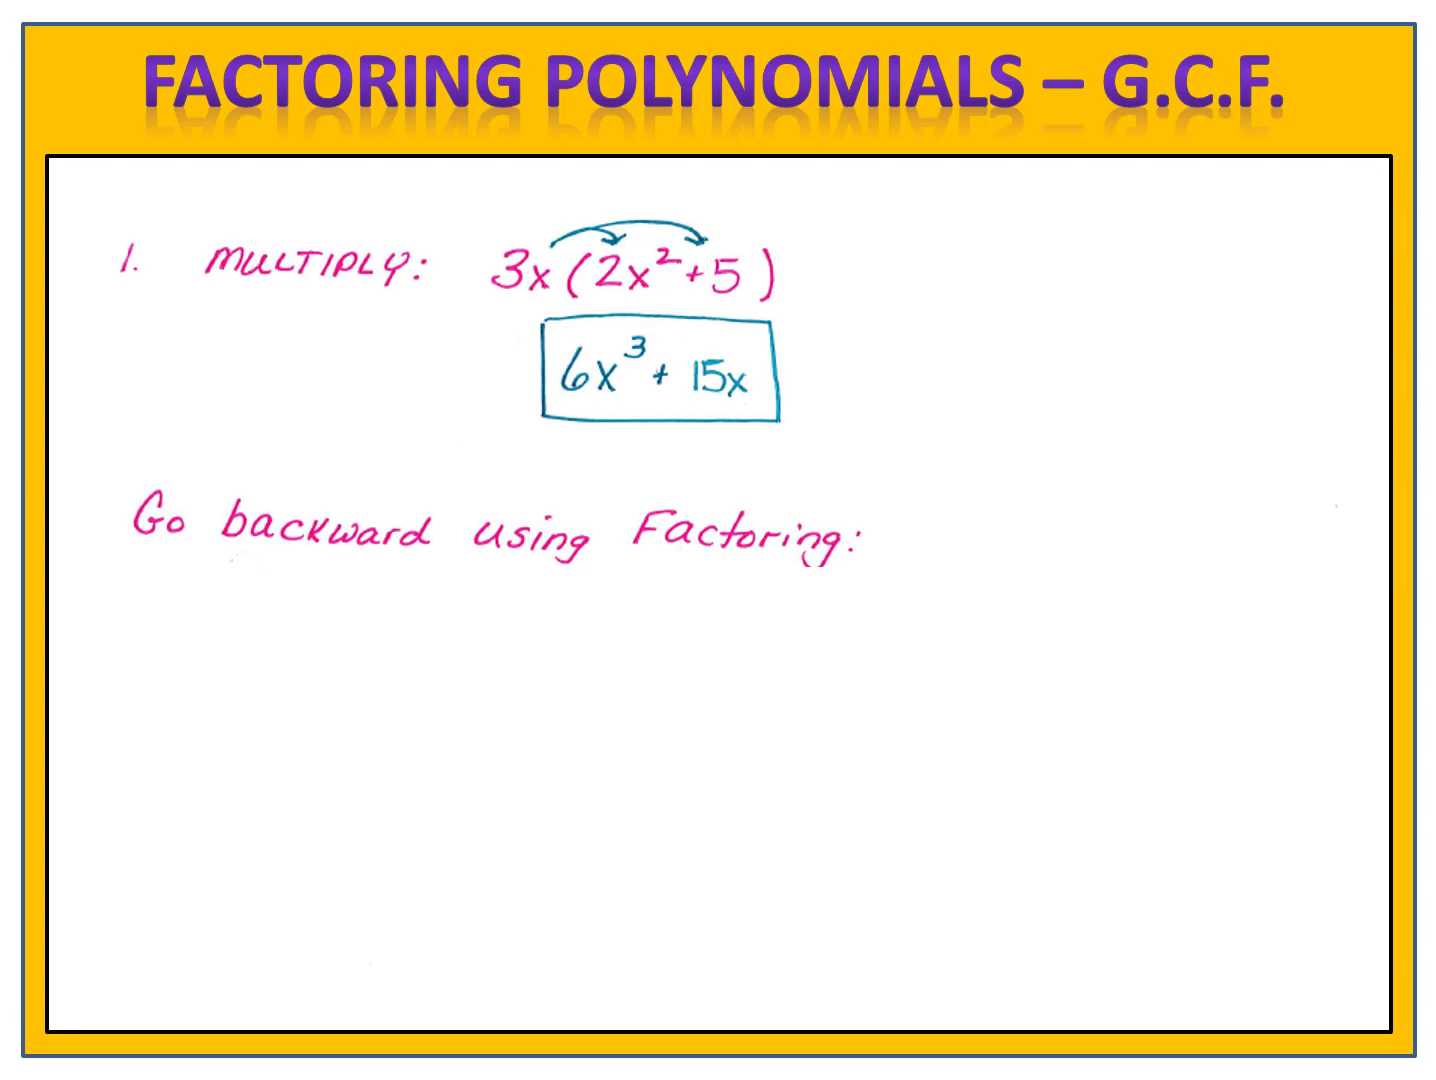 FACTORING POLYNOMIALS – G.C.F.
1. MULTIPLY: 3x(2x²+5)
6x³ + 15x
Go backward using Factoring: